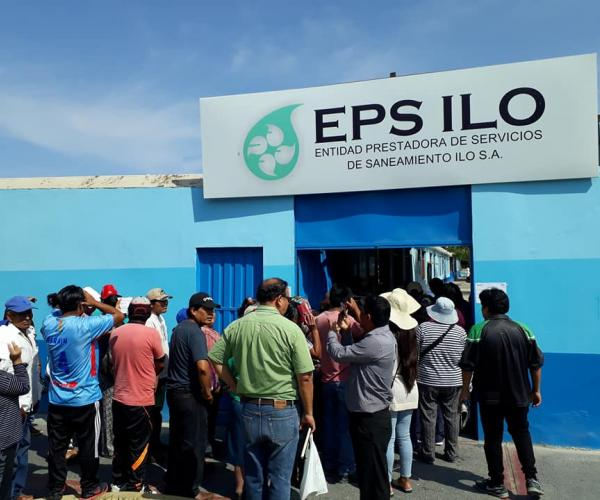 EPS ILO
ENTIDAD PRESTADORA DE SERVICIOS
DE SANEAMIENTO ILO S.A.